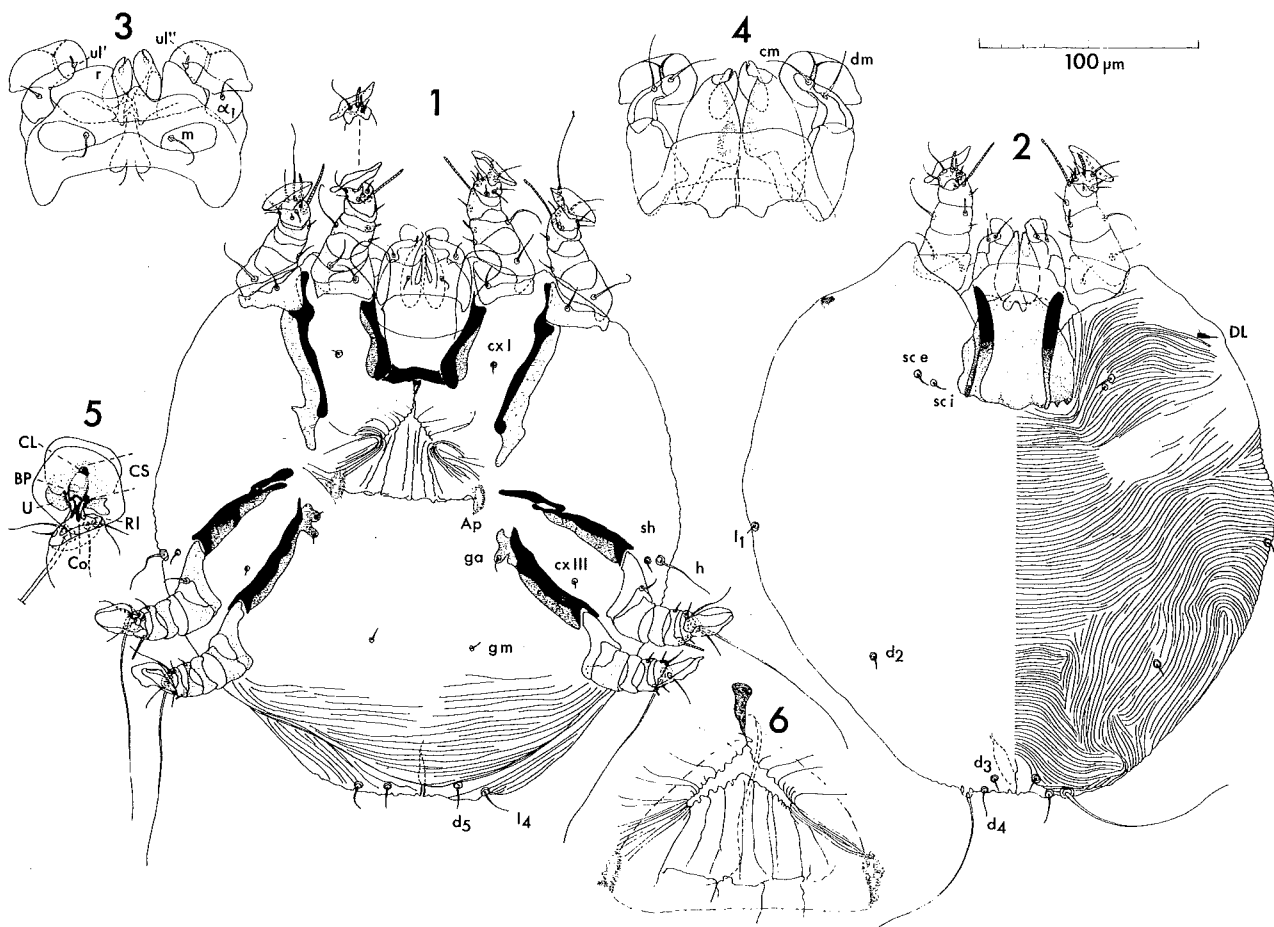 3
ul'
ul"
r
α1
m
4
cm
dm
100 µm
1
cx I
Ap
ga
cx III
sh
h
gm
d5
l4
2
DL
sc e
sc i
l1
d2
d3
d4
5
CL
CS
BP
U
RI
Co
6